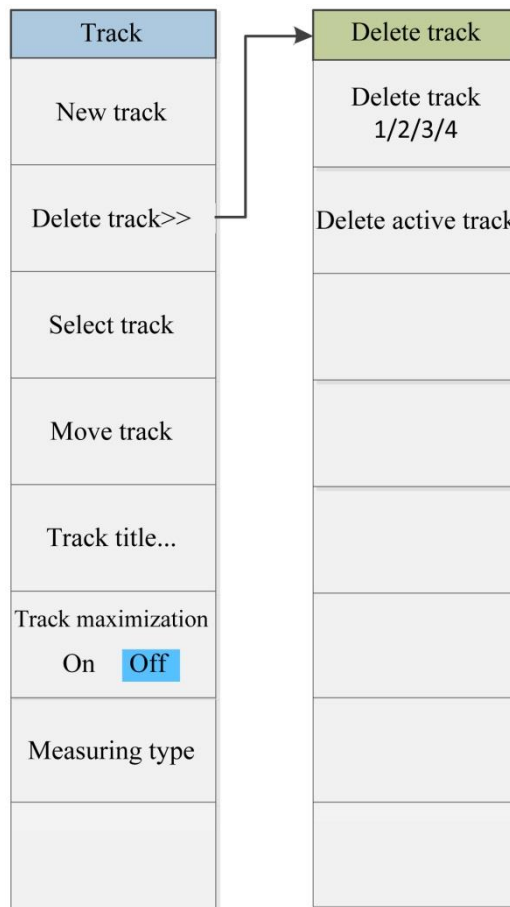 Track
New track
Delete track>>
Select track
Move track
Track title...
Track maximization
On Off
Measuring type
Delete track
Delete track
1/2/3/4
Delete active track